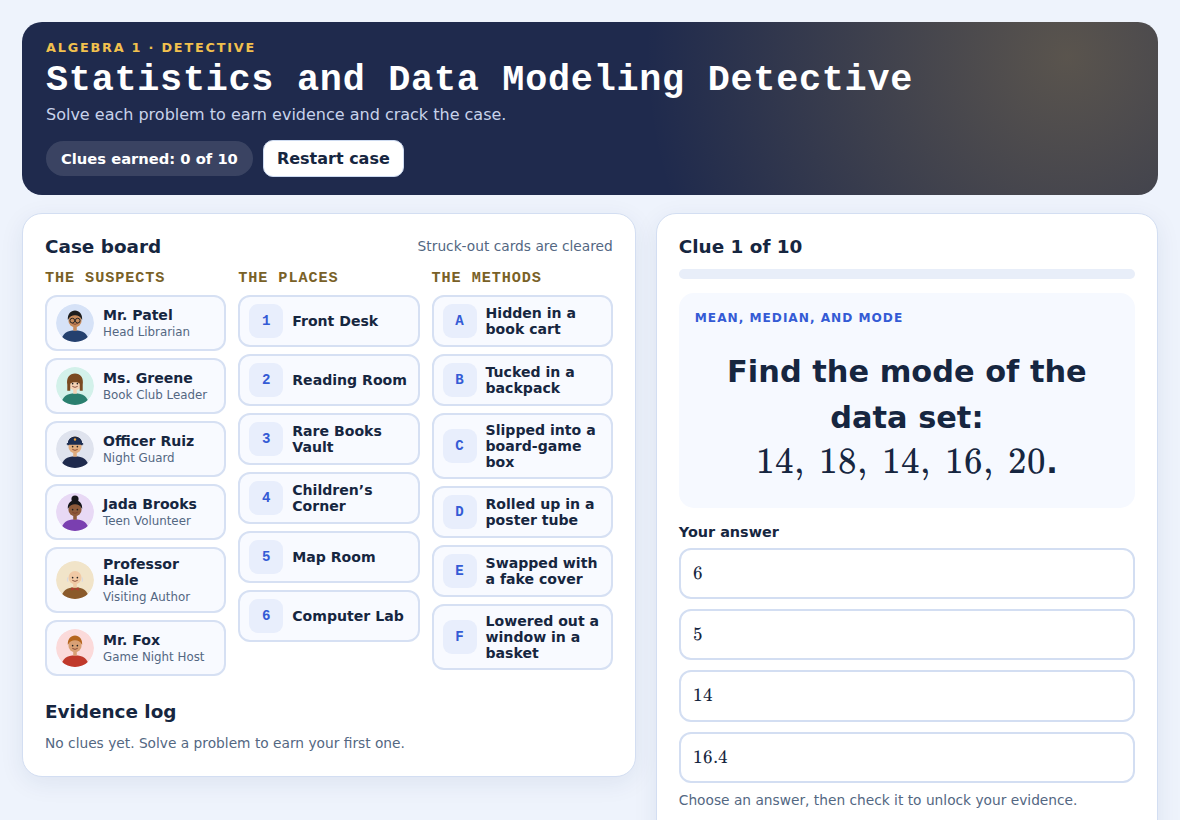 ALGEBRA 1 · DETECTIVE
Statistics and Data Modeling Detective
Solve each problem to earn evidence and crack the case.
Clues earned: 0 of 10
Restart case
Case board
Struck-out cards are cleared
THE SUSPECTS
Mr. Patel
Head Librarian
Ms. Greene
Book Club Leader
Officer Ruiz
Night Guard
Jada Brooks
Teen Volunteer
Professor
Hale
Visiting Author
Mr. Fox
Game Night Host
THE PLACES
1 Front Desk
2 Reading Room
3 Rare Books
Vault
4 Children’s
Corner
5 Map Room
6 Computer Lab
THE METHODS
A Hidden in a
book cart
B Tucked in a
backpack
C Slipped into a
board-game
box
D Rolled up in a
poster tube
E Swapped with
a fake cover
F Lowered out a
window in a
basket
Evidence log
No clues yet. Solve a problem to earn your first one.
Clue 1 of 10
MEAN, MEDIAN, AND MODE
Find the mode of the
data set:
14, 18, 14, 16, 20.
Your answer
6
5
14
16.4
Choose an answer, then check it to unlock your evidence.